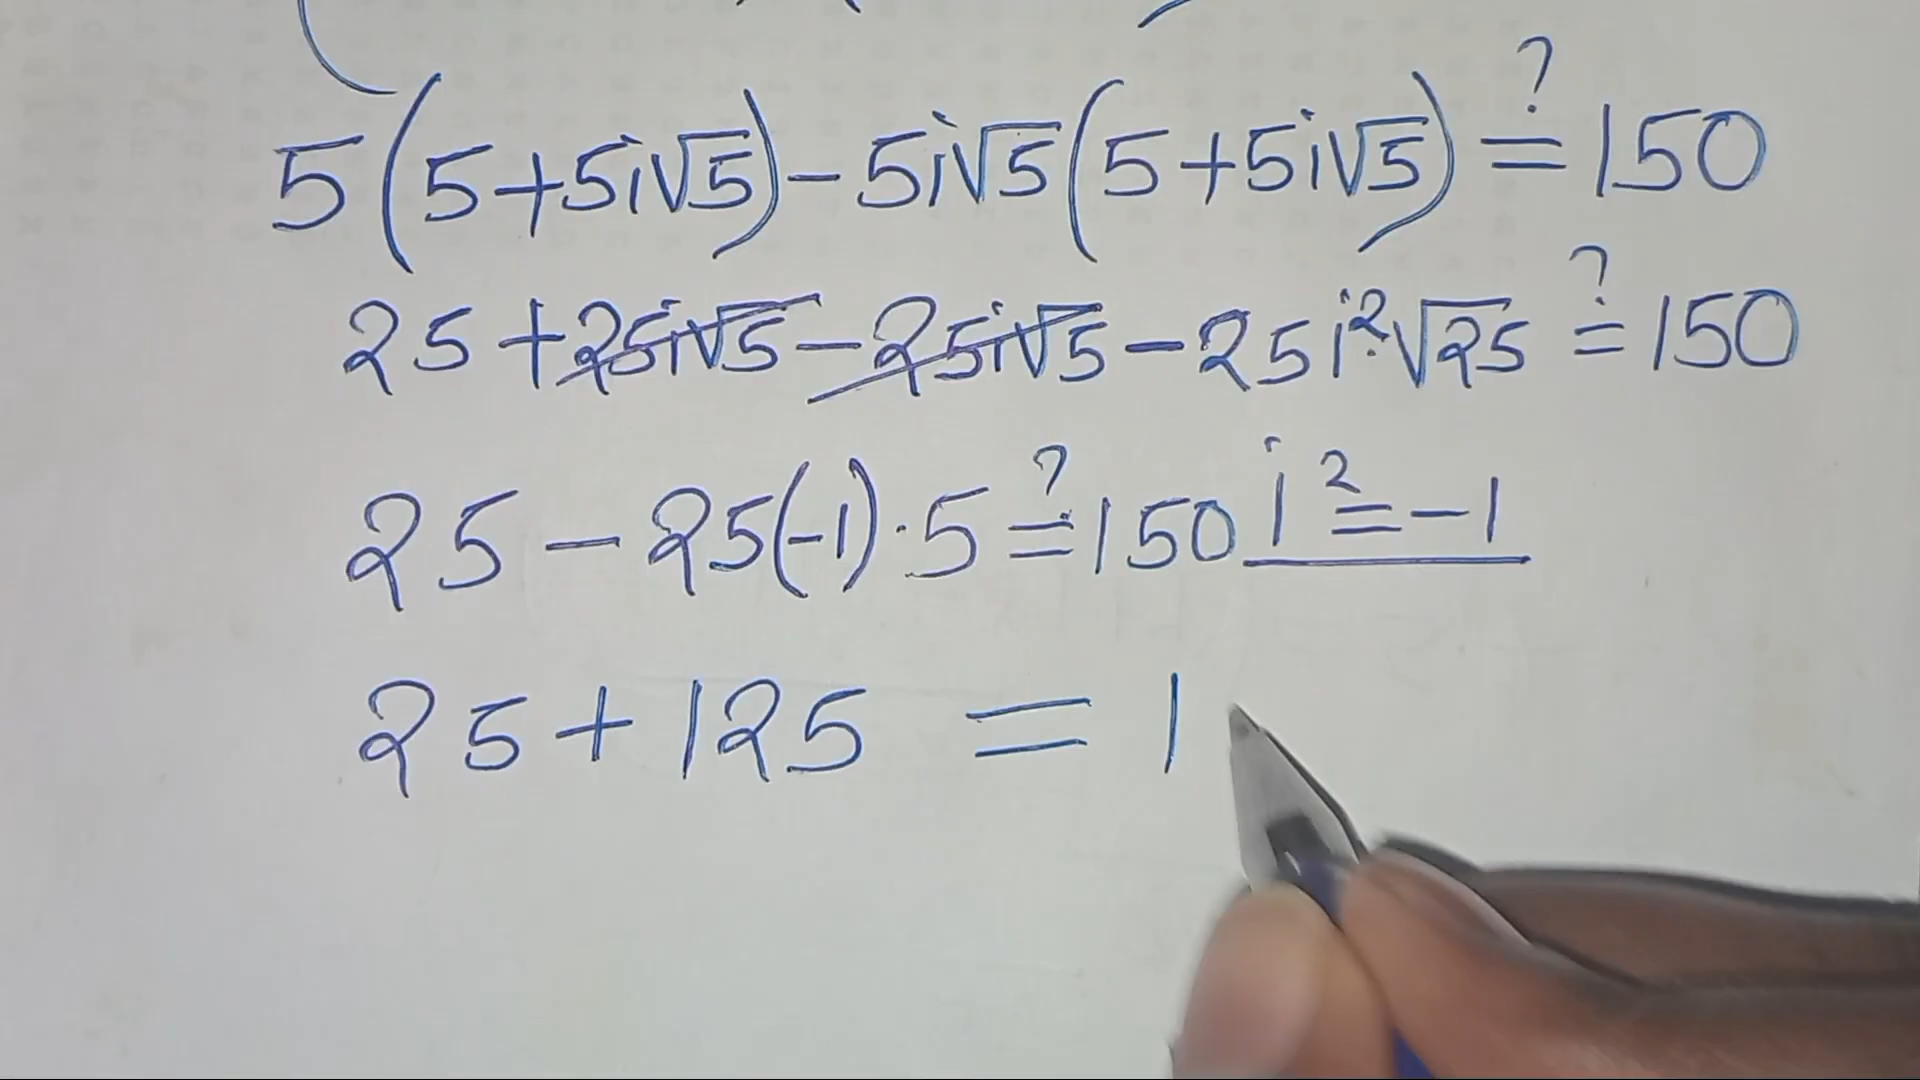 5(5+5i√5)-5i√5(5+5i√5) ?= 150
25+25i√5-25i√5-25i²·√25 ?= 150
25-25(-1)·5 ?= 150 i²=-1
25+125 = 1